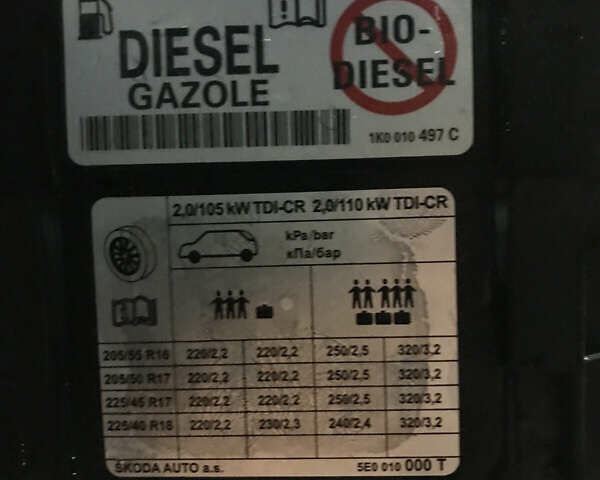 DIESEL
GAZOLE
BIO-
DIESEL
1K0 010 497 C
2,0/105 kW TDI-CR 2,0/110 kW TDI-CR
kPa/bar
кПа/бар
205/55 R16 220/2,2 220/2,2 250/2,5 320/3,2
205/50 R17 220/2,2 220/2,2 250/2,5 320/3,2
225/45 R17 220/2,2 220/2,2 250/2,5 320/3,2
225/40 R18 220/2,2 230/2,3 240/2,4 320/3,2
ŠKODA AUTO a.s. 5E0 010 000 T